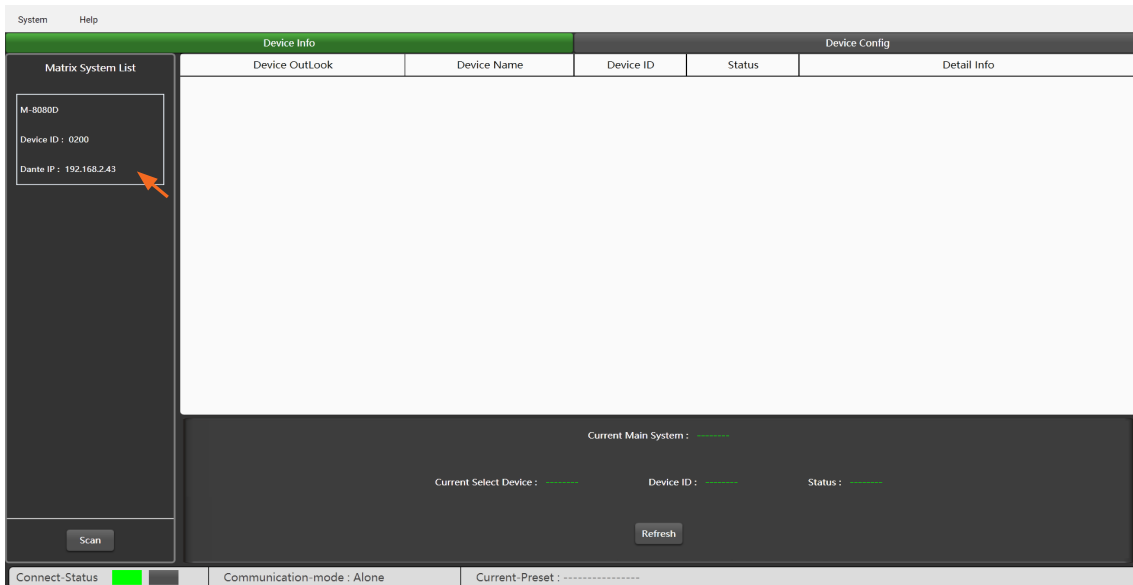 System Help
Device Info Device Config
Matrix System List
Device OutLook Device Name Device ID Status Detail Info
M-8080D
Device ID : 0200
Dante IP : 192.168.2.43
Current Main System : --------
Current Select Device : -------- Device ID : -------- Status : --------
Scan
Refresh
Connect-Status Communication-mode : Alone Current-Preset : ----------------